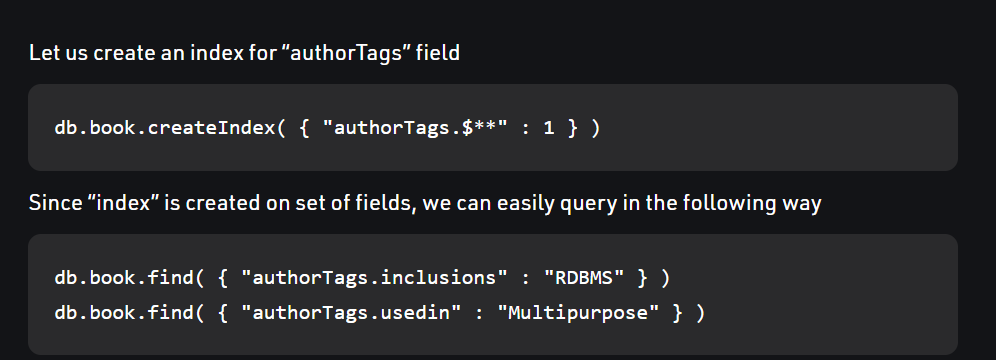 Let us create an index for “authorTags” field
db.book.createIndex( { "authorTags.$**" : 1 } )
Since “index” is created on set of fields, we can easily query in the following way
db.book.find( { "authorTags.inclusions" : "RDBMS" } )
db.book.find( { "authorTags.usedin" : "Multipurpose" } )